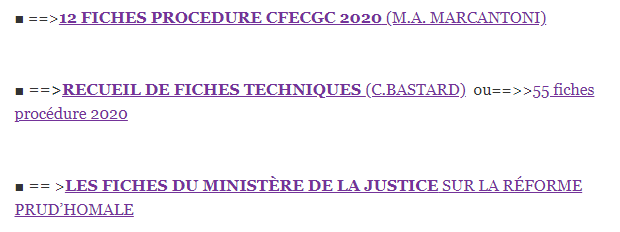 ■ ==>12 FICHES PROCEDURE CFECGC 2020 (M.A. MARCANTONI)
■ ==>RECUEIL DE FICHES TECHNIQUES (C.BASTARD)  ou==>>55 fiches
procédure 2020
■ == >LES FICHES DU MINISTÈRE DE LA JUSTICE SUR LA RÉFORME
PRUD’HOMALE